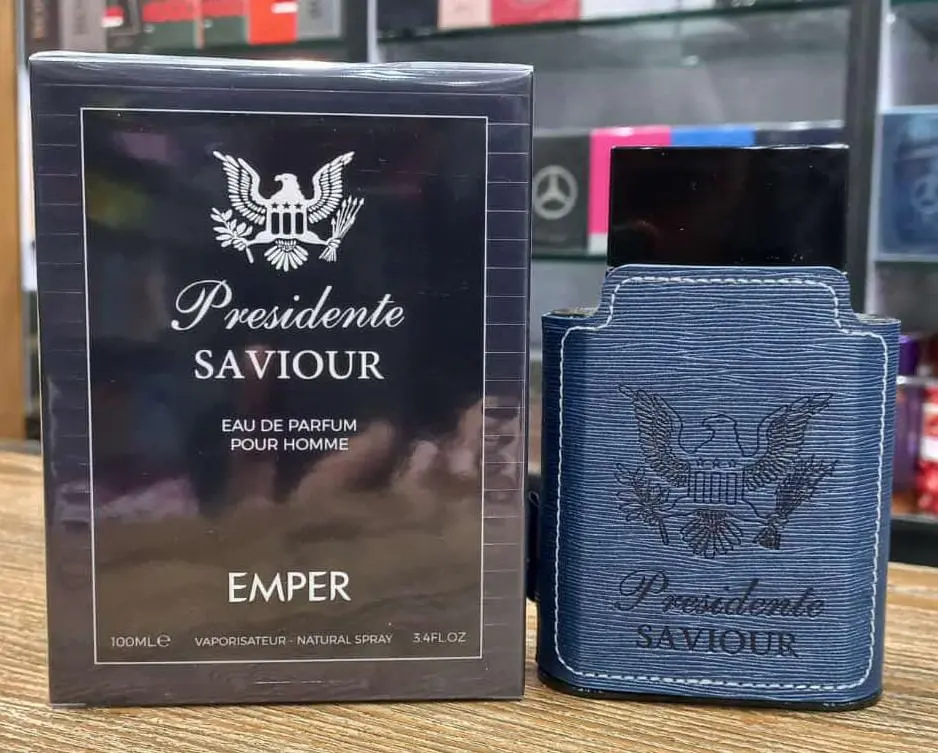 Presidente
SAVIOUR
EAU DE PARFUM
POUR HOMME
EMPER
100ML℮ VAPORISATEUR - NATURAL SPRAY 3.4FL.OZ
Presidente
SAVIOUR